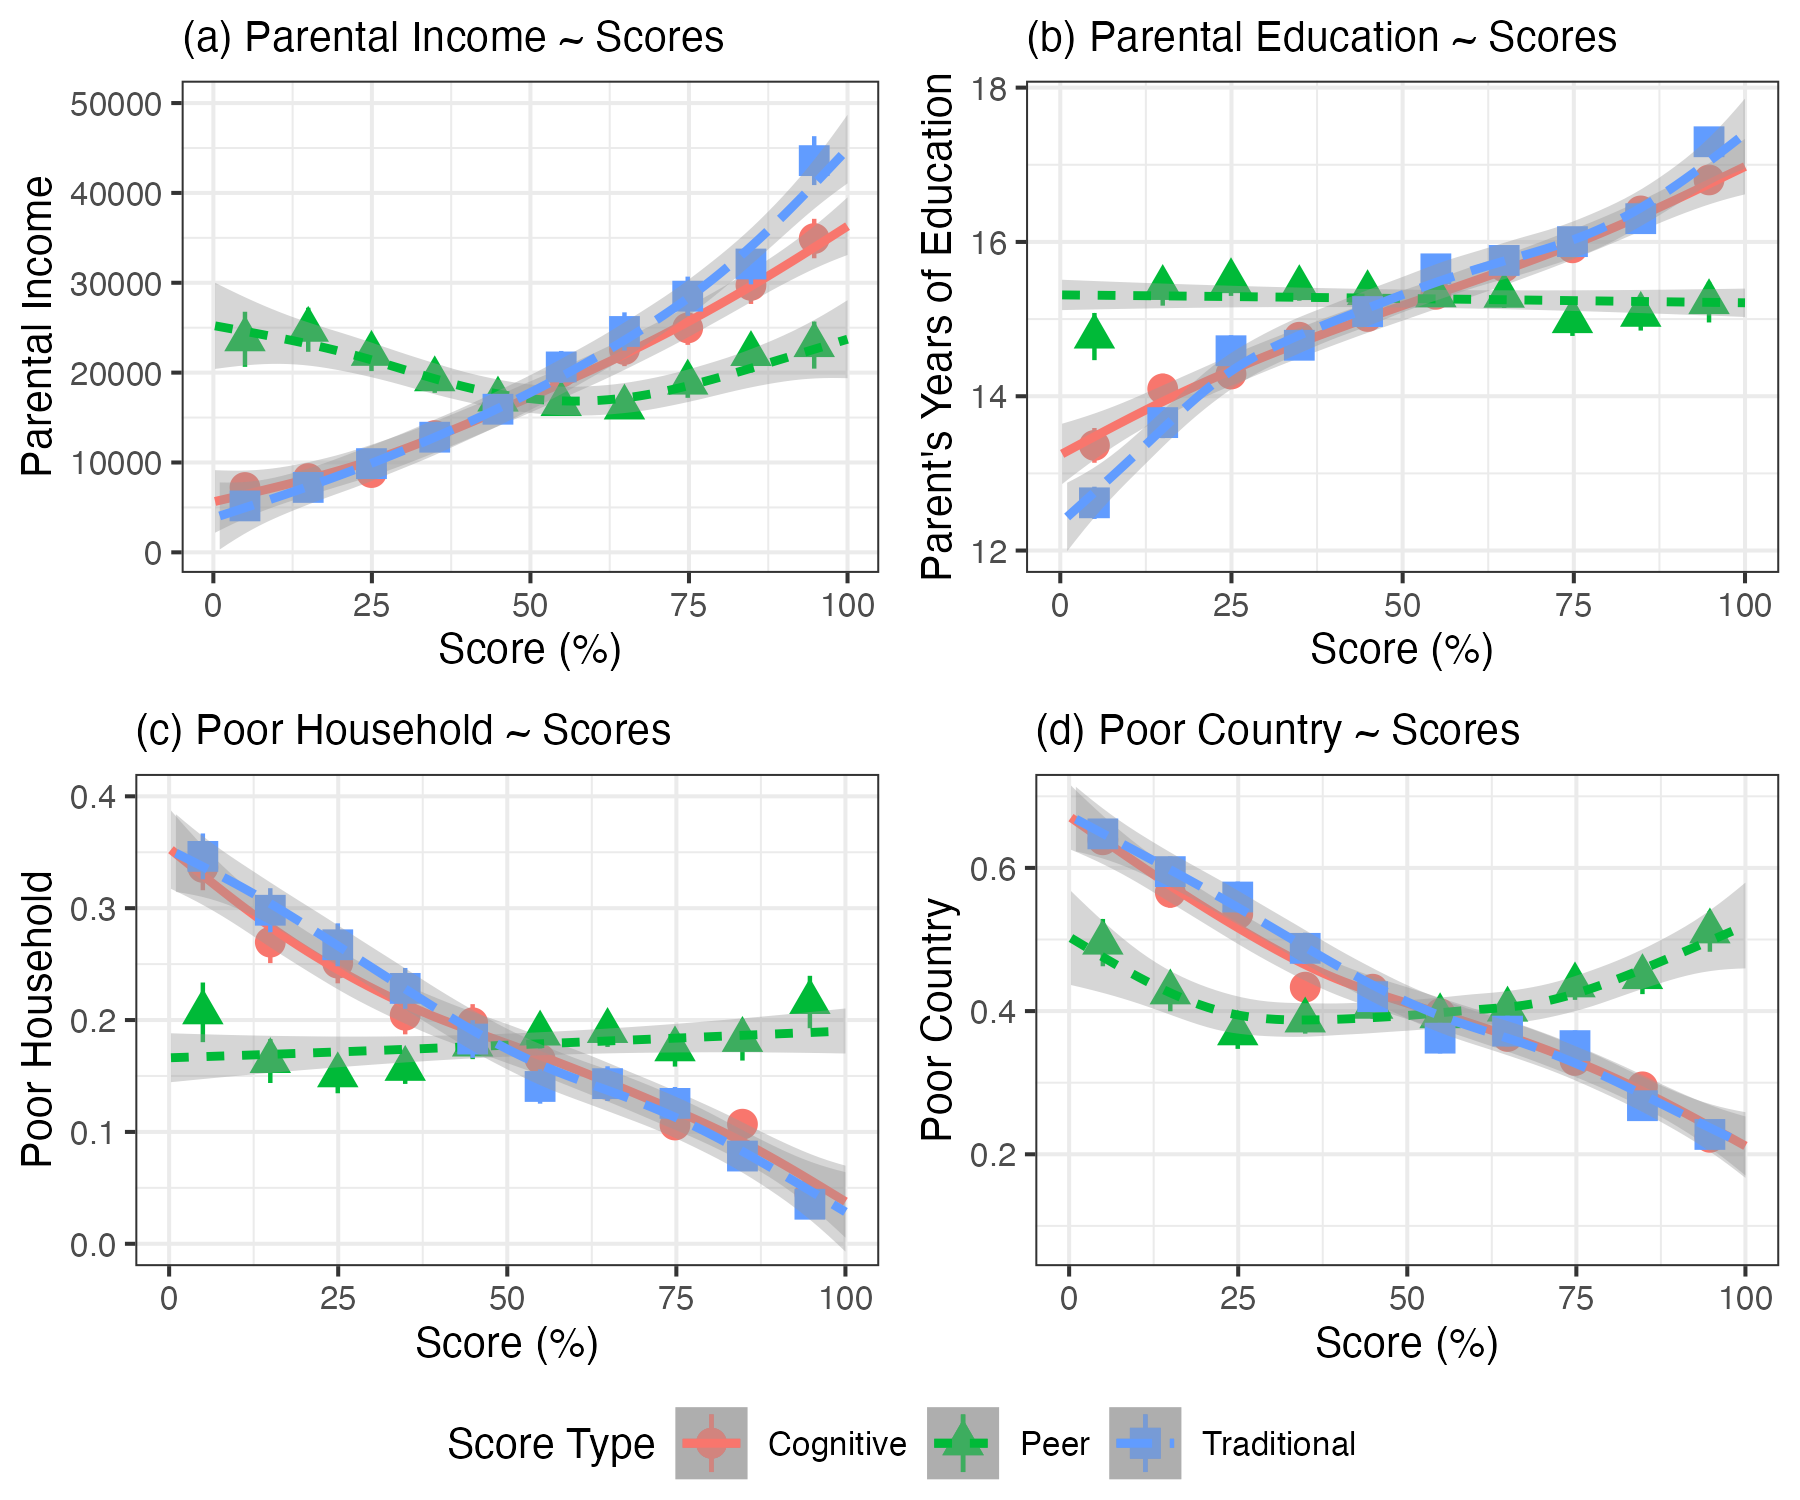 (a) Parental Income ~ Scores
Parental Income
50000
40000
30000
20000
10000
0
0 25 50 75 100
Score (%)
(b) Parental Education ~ Scores
Parent's Years of Education
18
16
14
12
0 25 50 75 100
Score (%)
(c) Poor Household ~ Scores
Poor Household
0.4
0.3
0.2
0.1
0.0
0 25 50 75 100
Score (%)
(d) Poor Country ~ Scores
Poor Country
0.6
0.4
0.2
0 25 50 75 100
Score (%)
Score Type Cognitive Peer Traditional